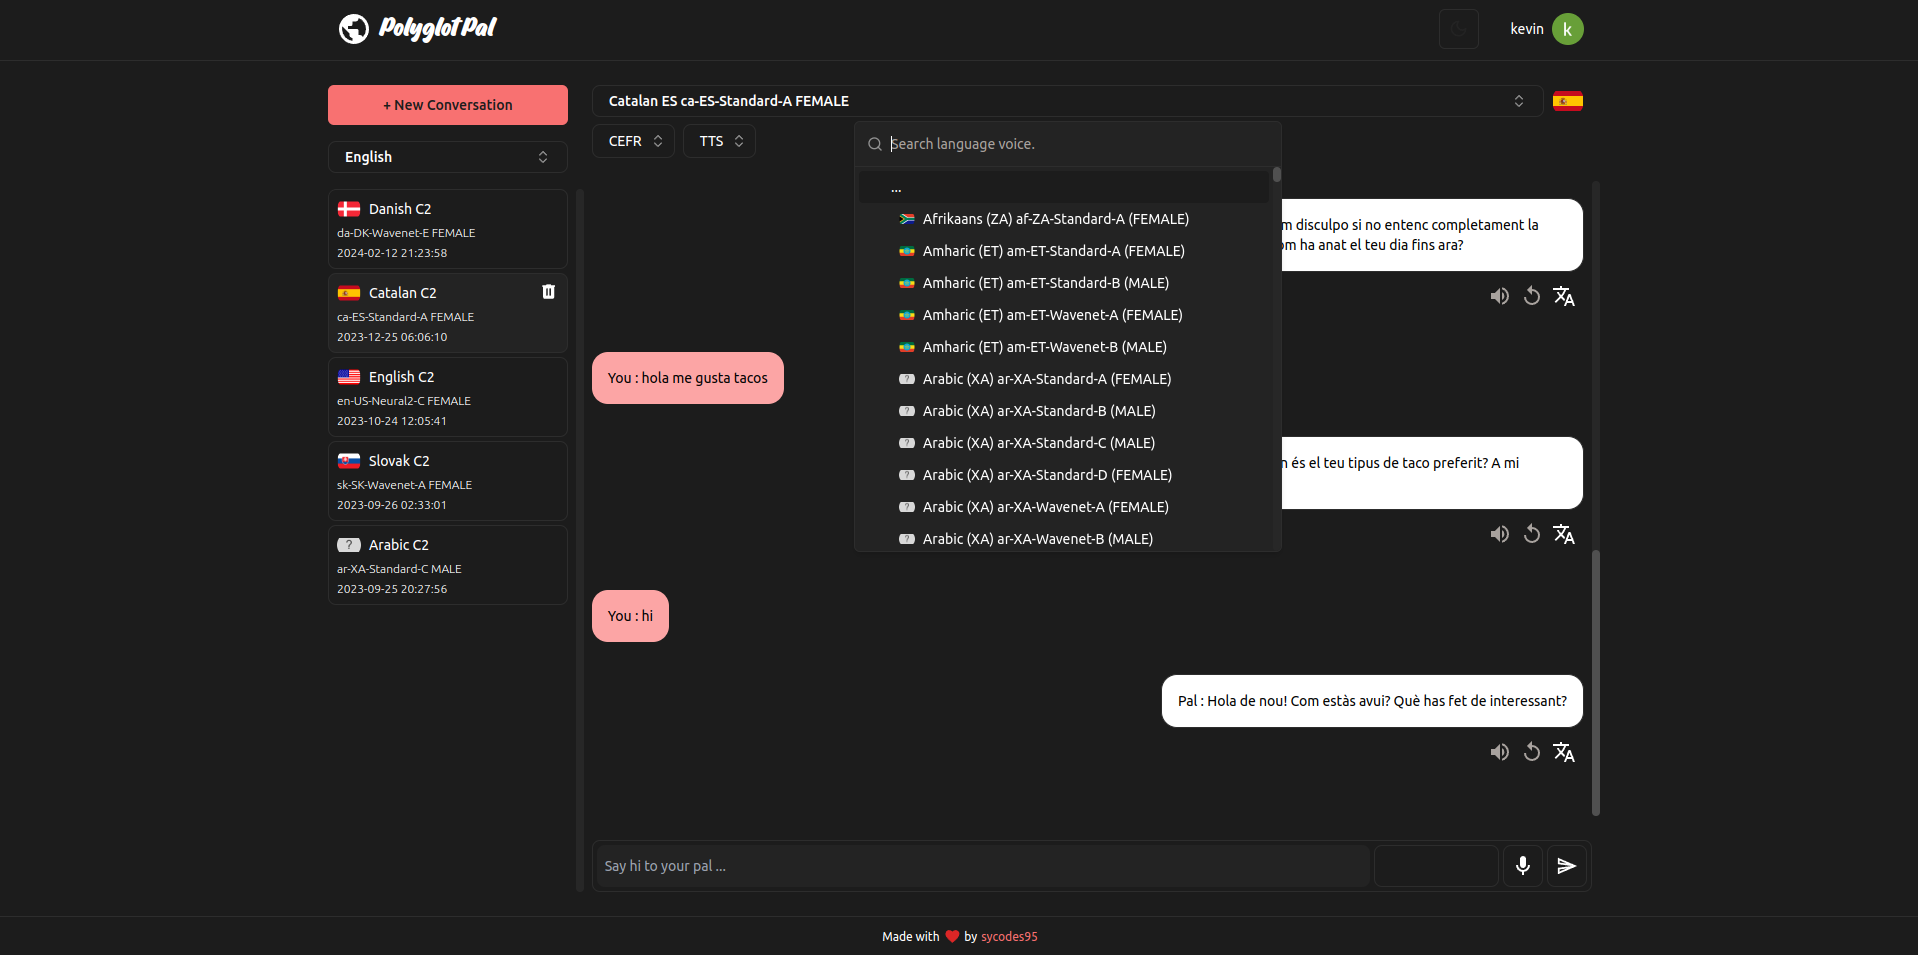 PolyglotPal
kevin
k
+ New Conversation
English
Danish C2
da-DK-Wavenet-E FEMALE
2024-02-12 21:23:58
Catalan C2
ca-ES-Standard-A FEMALE
2023-12-25 06:06:10
English C2
en-US-Neural2-C FEMALE
2023-10-24 12:05:41
Slovak C2
sk-SK-Wavenet-A FEMALE
2023-09-26 02:33:01
?
Arabic C2
ar-XA-Standard-C MALE
2023-09-25 20:27:56
Catalan ES ca-ES-Standard-A FEMALE
CEFR
TTS
Search language voice.
...
Afrikaans (ZA) af-ZA-Standard-A (FEMALE)
Amharic (ET) am-ET-Standard-A (FEMALE)
Amharic (ET) am-ET-Standard-B (MALE)
Amharic (ET) am-ET-Wavenet-A (FEMALE)
Amharic (ET) am-ET-Wavenet-B (MALE)
? Arabic (XA) ar-XA-Standard-A (FEMALE)
? Arabic (XA) ar-XA-Standard-B (MALE)
? Arabic (XA) ar-XA-Standard-C (MALE)
? Arabic (XA) ar-XA-Standard-D (FEMALE)
? Arabic (XA) ar-XA-Wavenet-A (FEMALE)
? Arabic (XA) ar-XA-Wavenet-B (MALE)
m disculpo si no entenc completament la
om ha anat el teu dia fins ara?
You : hola me gusta tacos
n és el teu tipus de taco preferit? A mi
You : hi
Pal : Hola de nou! Com estàs avui? Què has fet de interessant?
Say hi to your pal ...
Made with ❤ by sycodes95